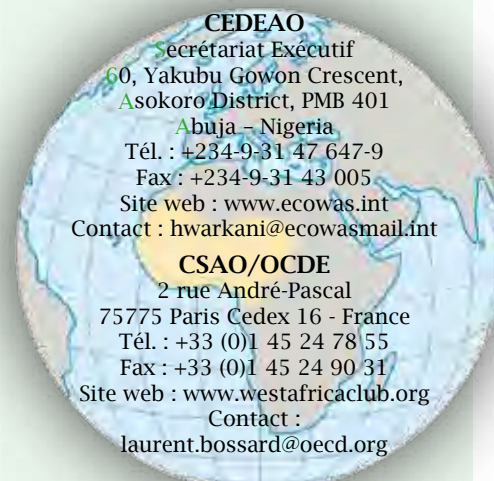 CEDEAO
Secrétariat Exécutif
60, Yakubu Gowon Crescent,
Asokoro District, PMB 401
Abuja – Nigeria
Tél. : +234-9-31 47 647-9
Fax : +234-9-31 43 005
Site web : www.ecowas.int
Contact : hwarkani@ecowasmail.int
CSAO/OCDE
2 rue André-Pascal
75775 Paris Cedex 16 - France
Tél. : +33 (0)1 45 24 78 55
Fax : +33 (0)1 45 24 90 31
Site web : www.westafricaclub.org
Contact :
laurent.bossard@oecd.org